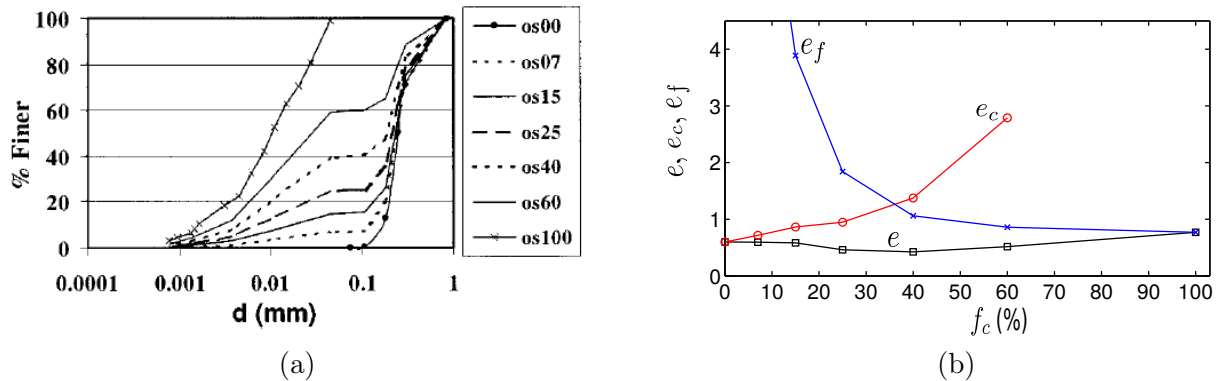 100
80
60
40
20
0
% Finer
0.0001 0.001 0.01 0.1 1
d (mm)
os00
os07
os15
os25
os40
os60
os100
(a)
4
3
2
1
0
e, e_c, e_f
e_f
e_c
e
0 10 20 30 40 50 60 70 80 90 100
f_c (%)
(b)